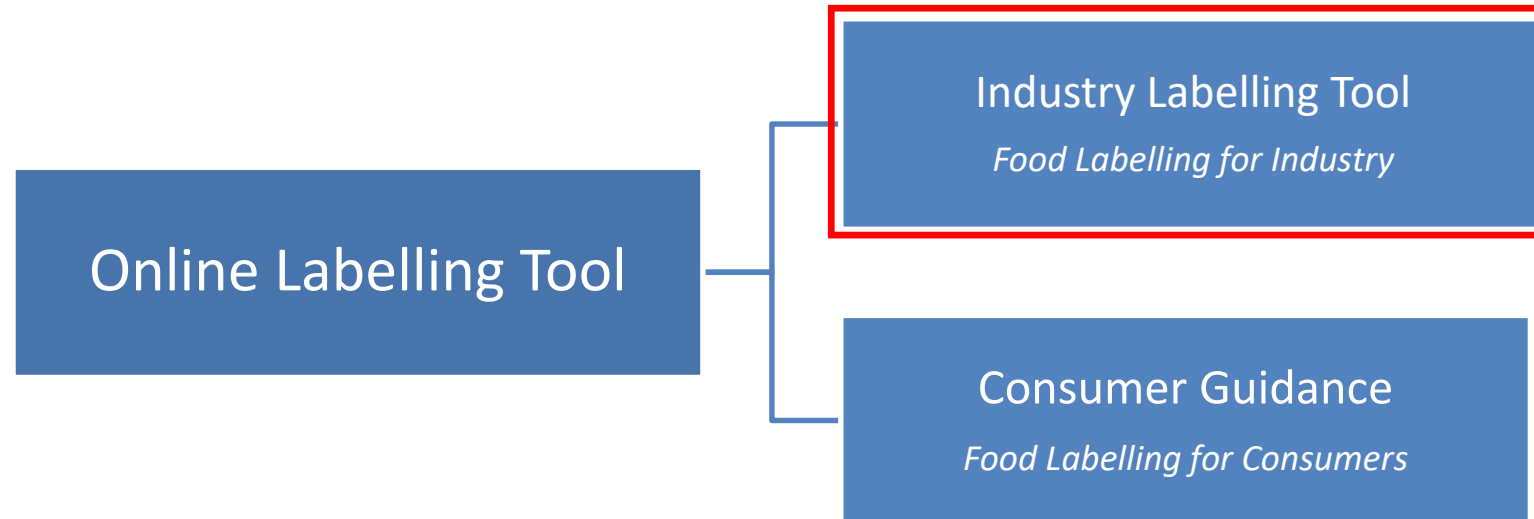 Online Labelling Tool
Industry Labelling Tool
Food Labelling for Industry
Consumer Guidance
Food Labelling for Consumers